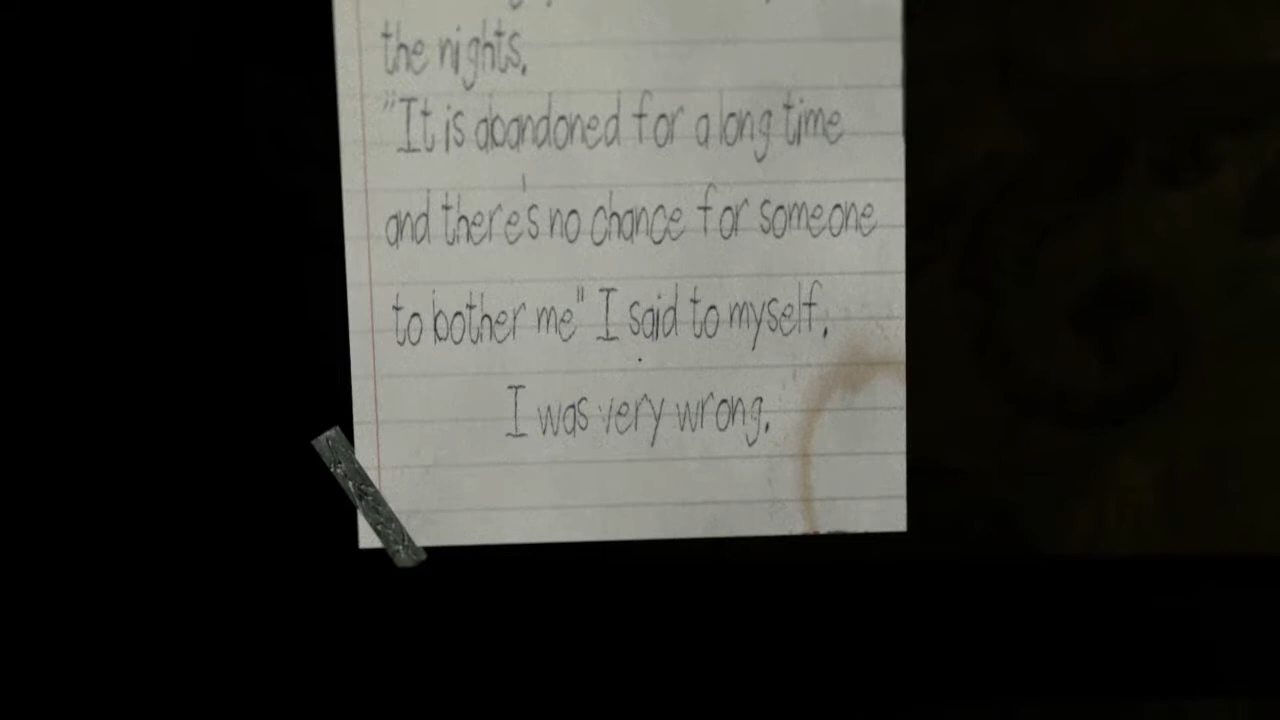 the nights.
"It is abandoned for a long time
and there's no chance for someone
to bother me" I said to myself.
I was very wrong.